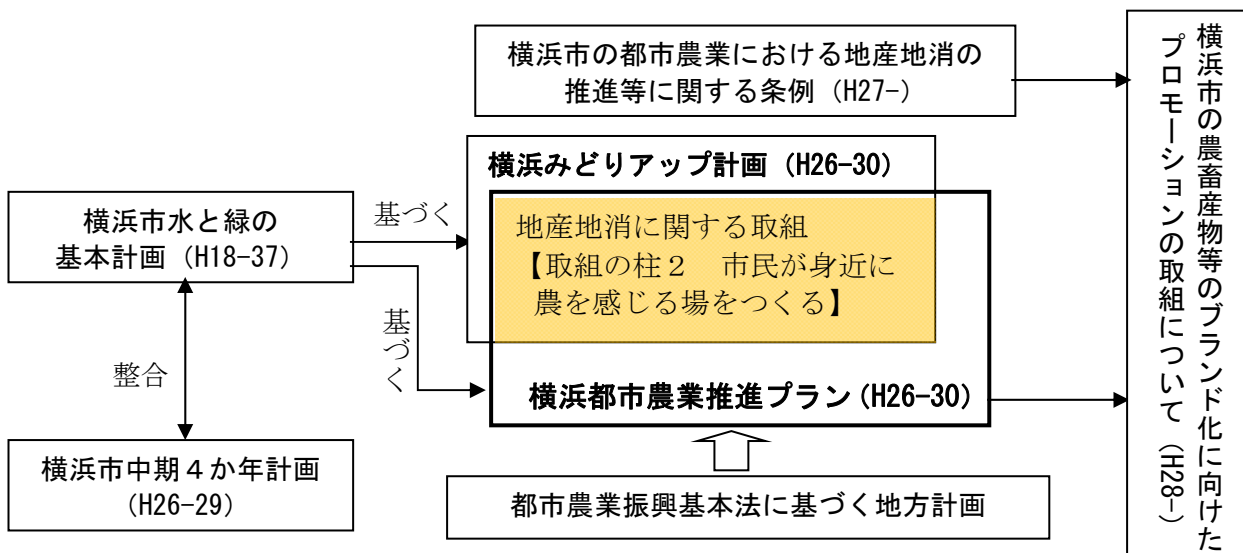 横浜市の都市農業における地産地消の
推進等に関する条例（H27-）
横浜みどりアップ計画（H26-30）
横浜市水と緑の
基本計画（H18-37）
基づく
地産地消に関する取組
【取組の柱２　市民が身近に
農を感じる場をつくる】
基づく
整合
横浜都市農業推進プラン（H26-30）
横浜市中期４か年計画
（H26-29）
都市農業振興基本法に基づく地方計画
横浜市の農畜産物等のブランド化に向けた
プロモーションの取組について（H28-）